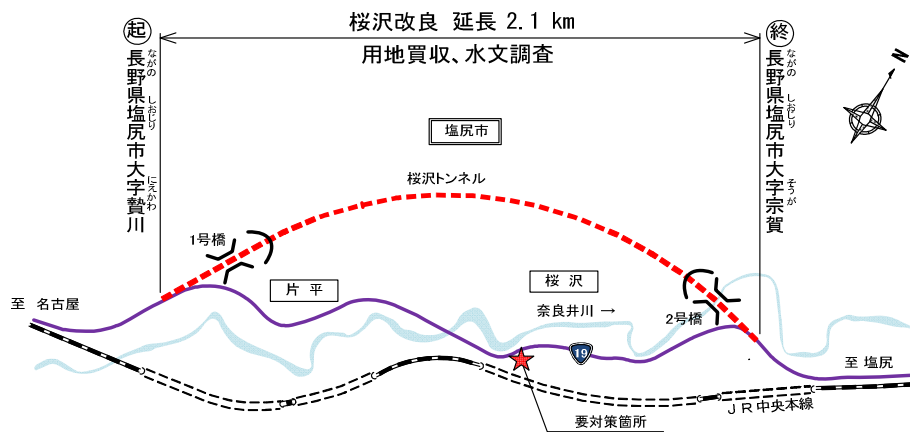 桜沢改良 延長 2.1 km
用地買収、水文調査
起
長野県塩尻市大字贄川
ながの
しおじり
にえかわ
終
長野県塩尻市大字宗賀
ながの
しおじり
そうが
N
塩尻市
桜沢トンネル
1号橋
片 平
桜 沢
奈良井川 →
至 名古屋
2号橋
19
至 塩尻
JR中央本線
要対策箇所